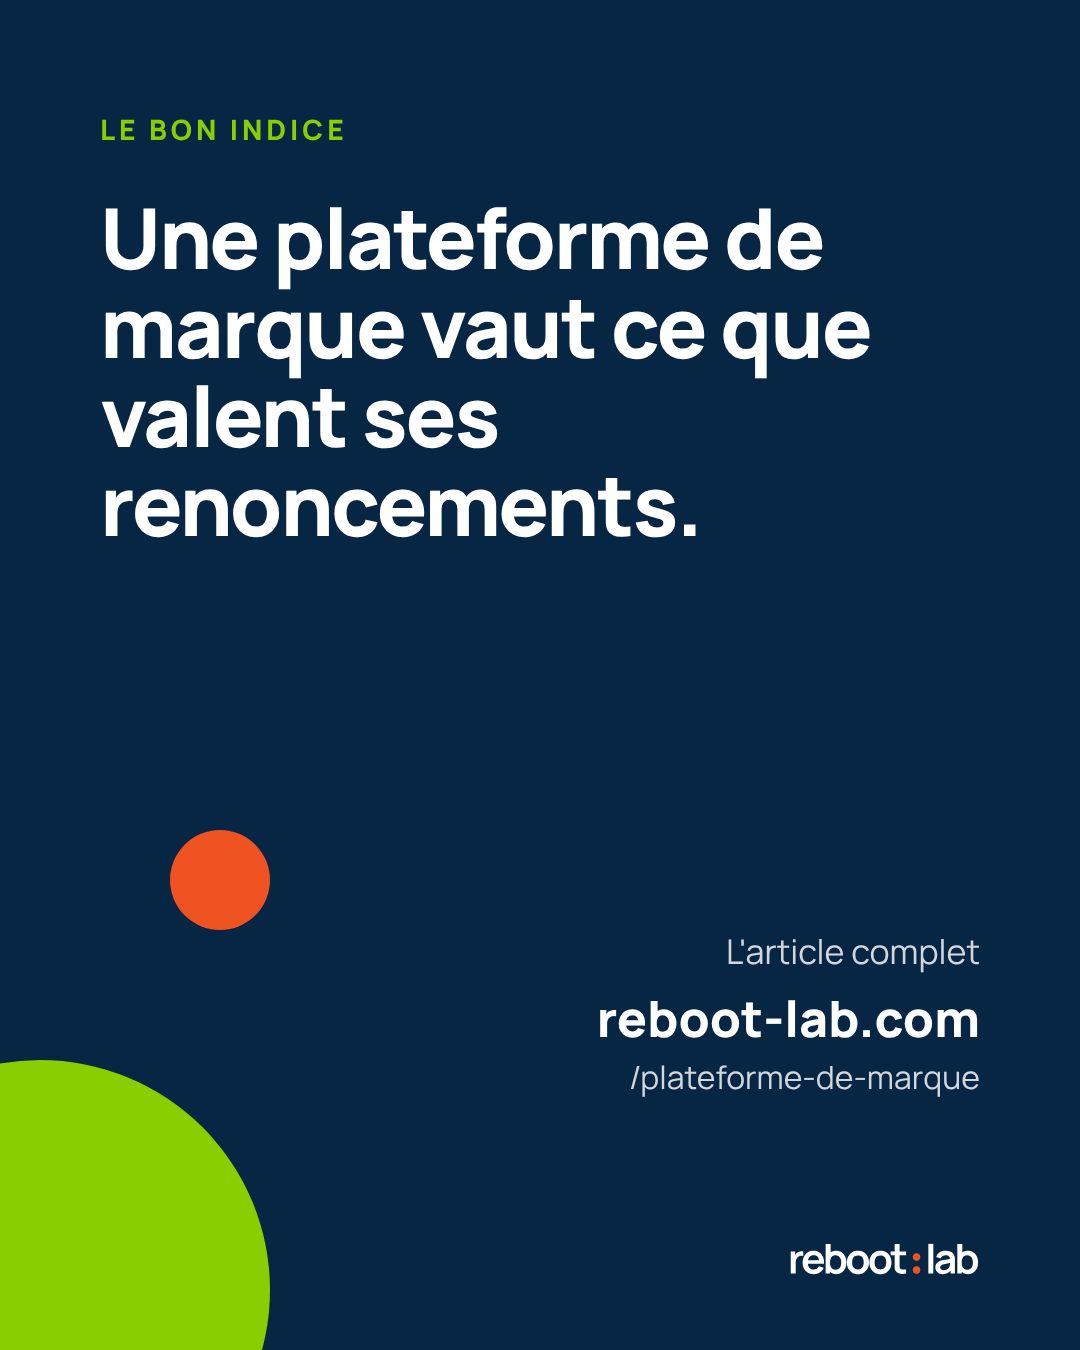 LE BON INDICE
Une plateforme de
marque vaut ce que
valent ses
renoncements.
L'article complet
reboot-lab.com
/plateforme-de-marque
reboot:lab